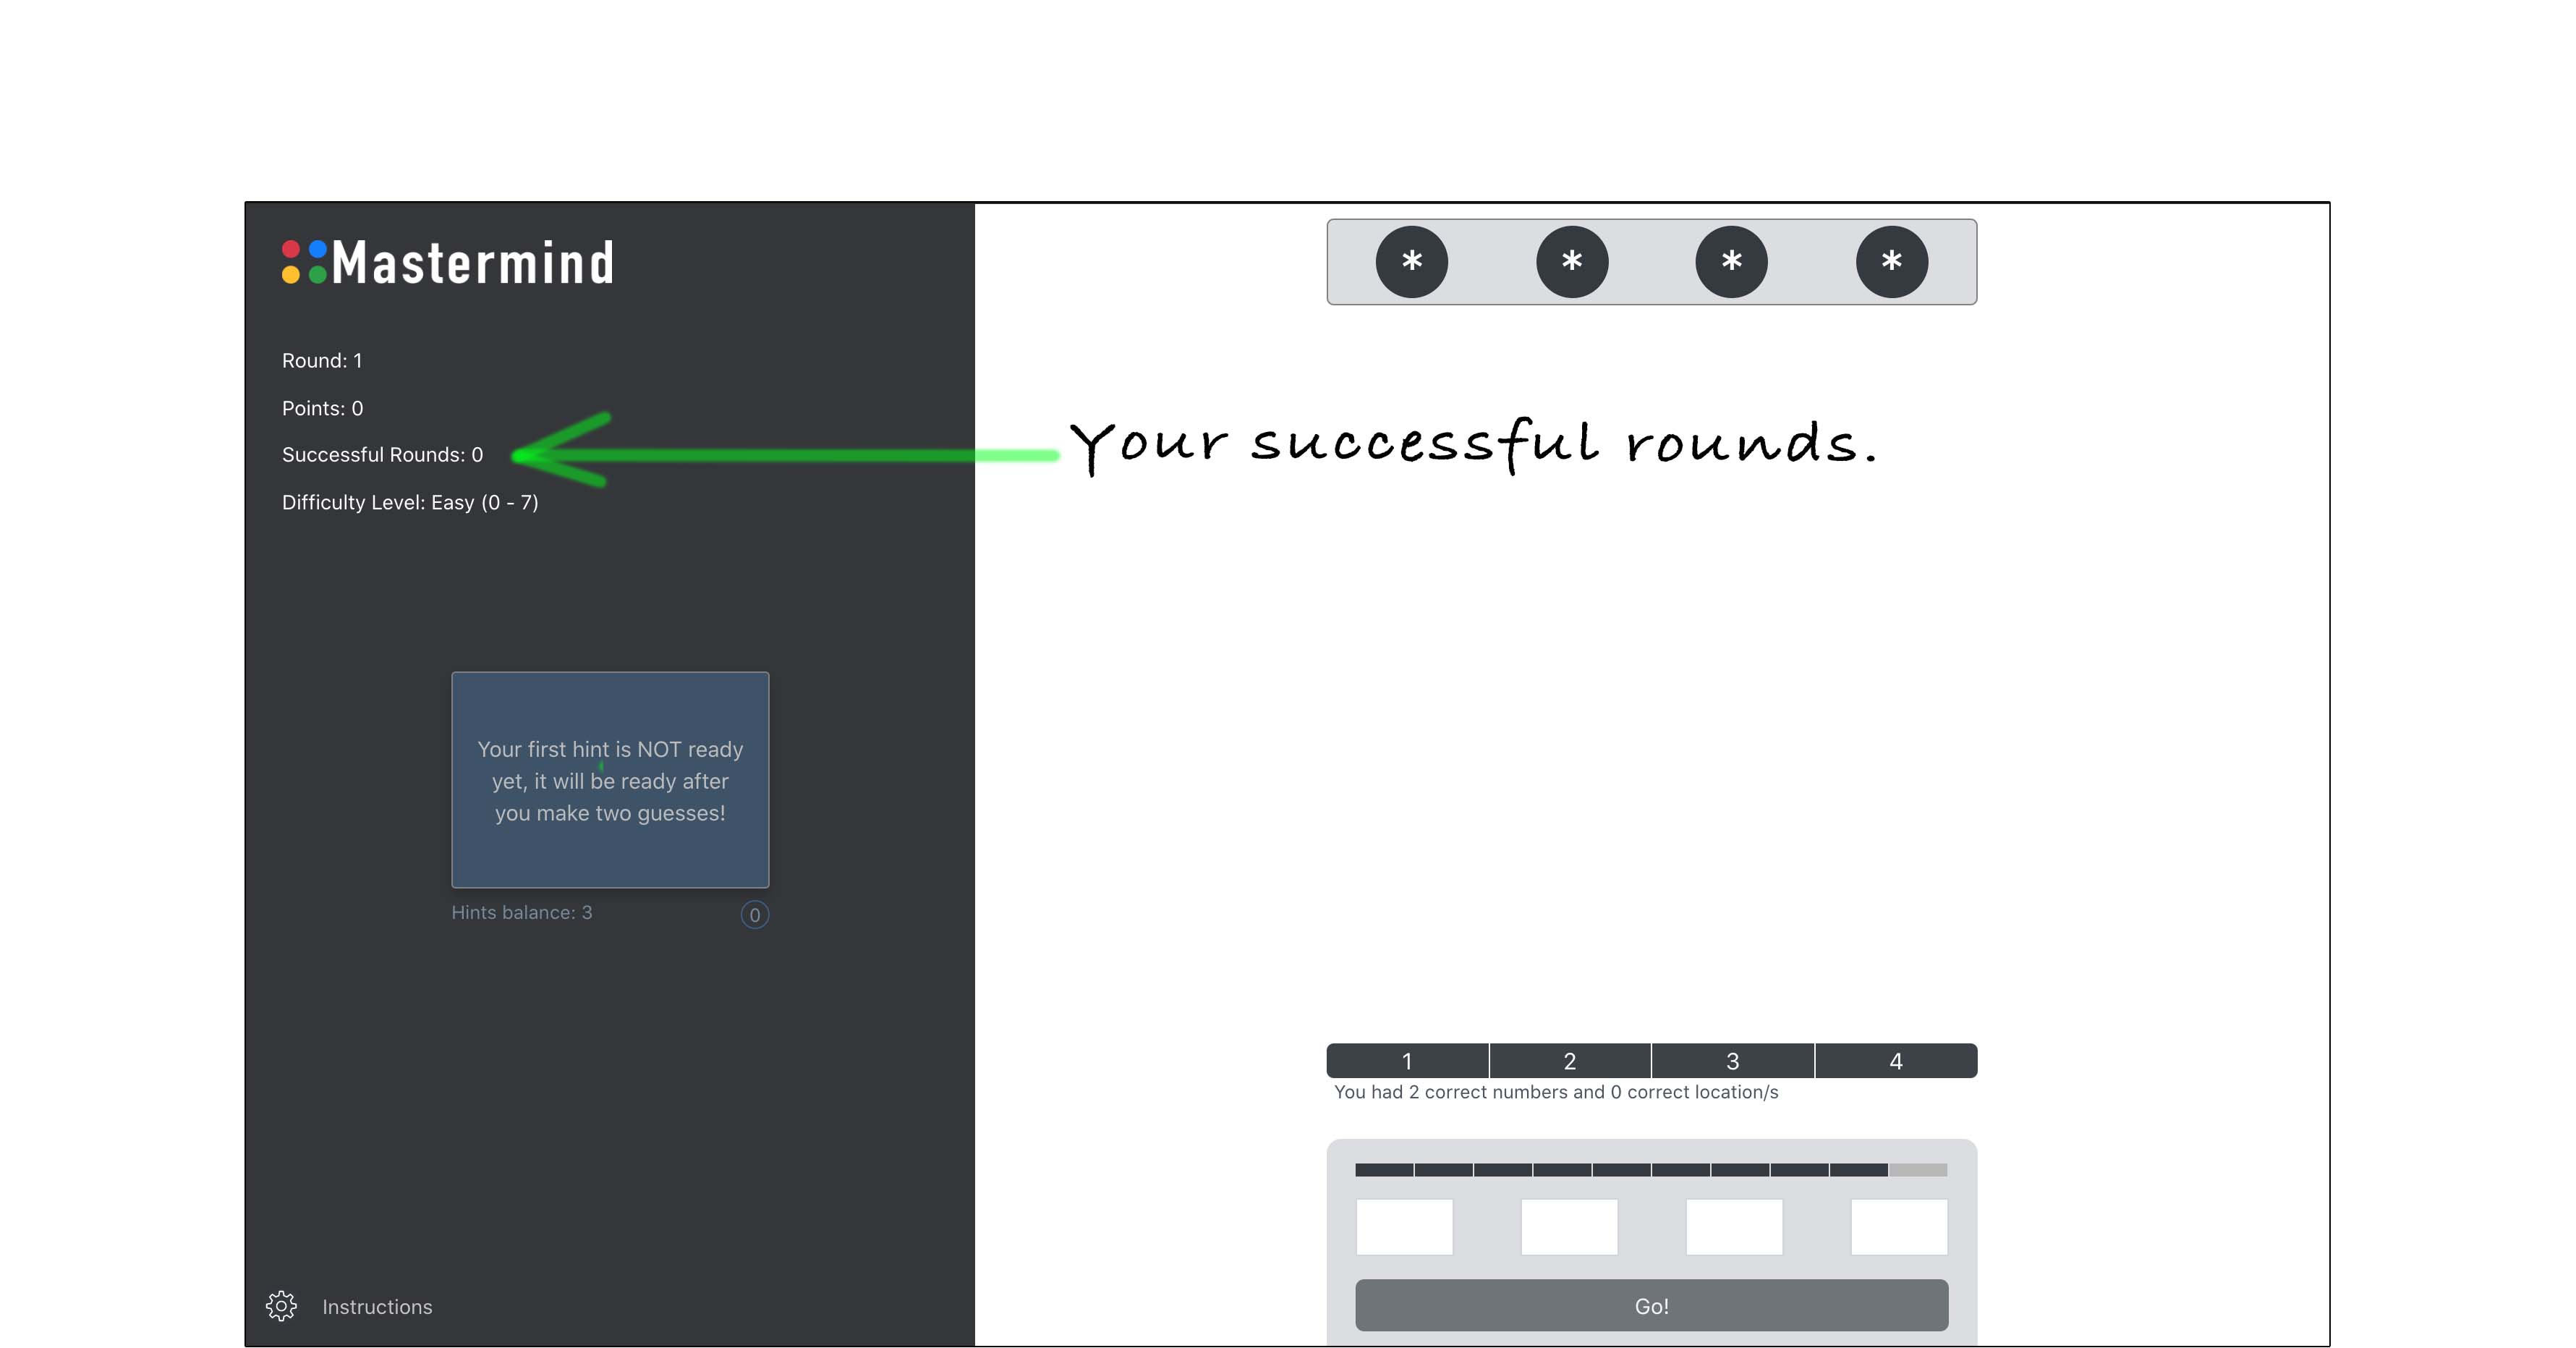 Mastermind
* * * *
Round: 1
Points: 0
Successful Rounds: 0
Your successful rounds.
Difficulty Level: Easy (0 - 7)
Your first hint is NOT ready
yet, it will be ready after
you make two guesses!
Hints balance: 3
0
1 2 3 4
You had 2 correct numbers and 0 correct location/s
Go!
Instructions